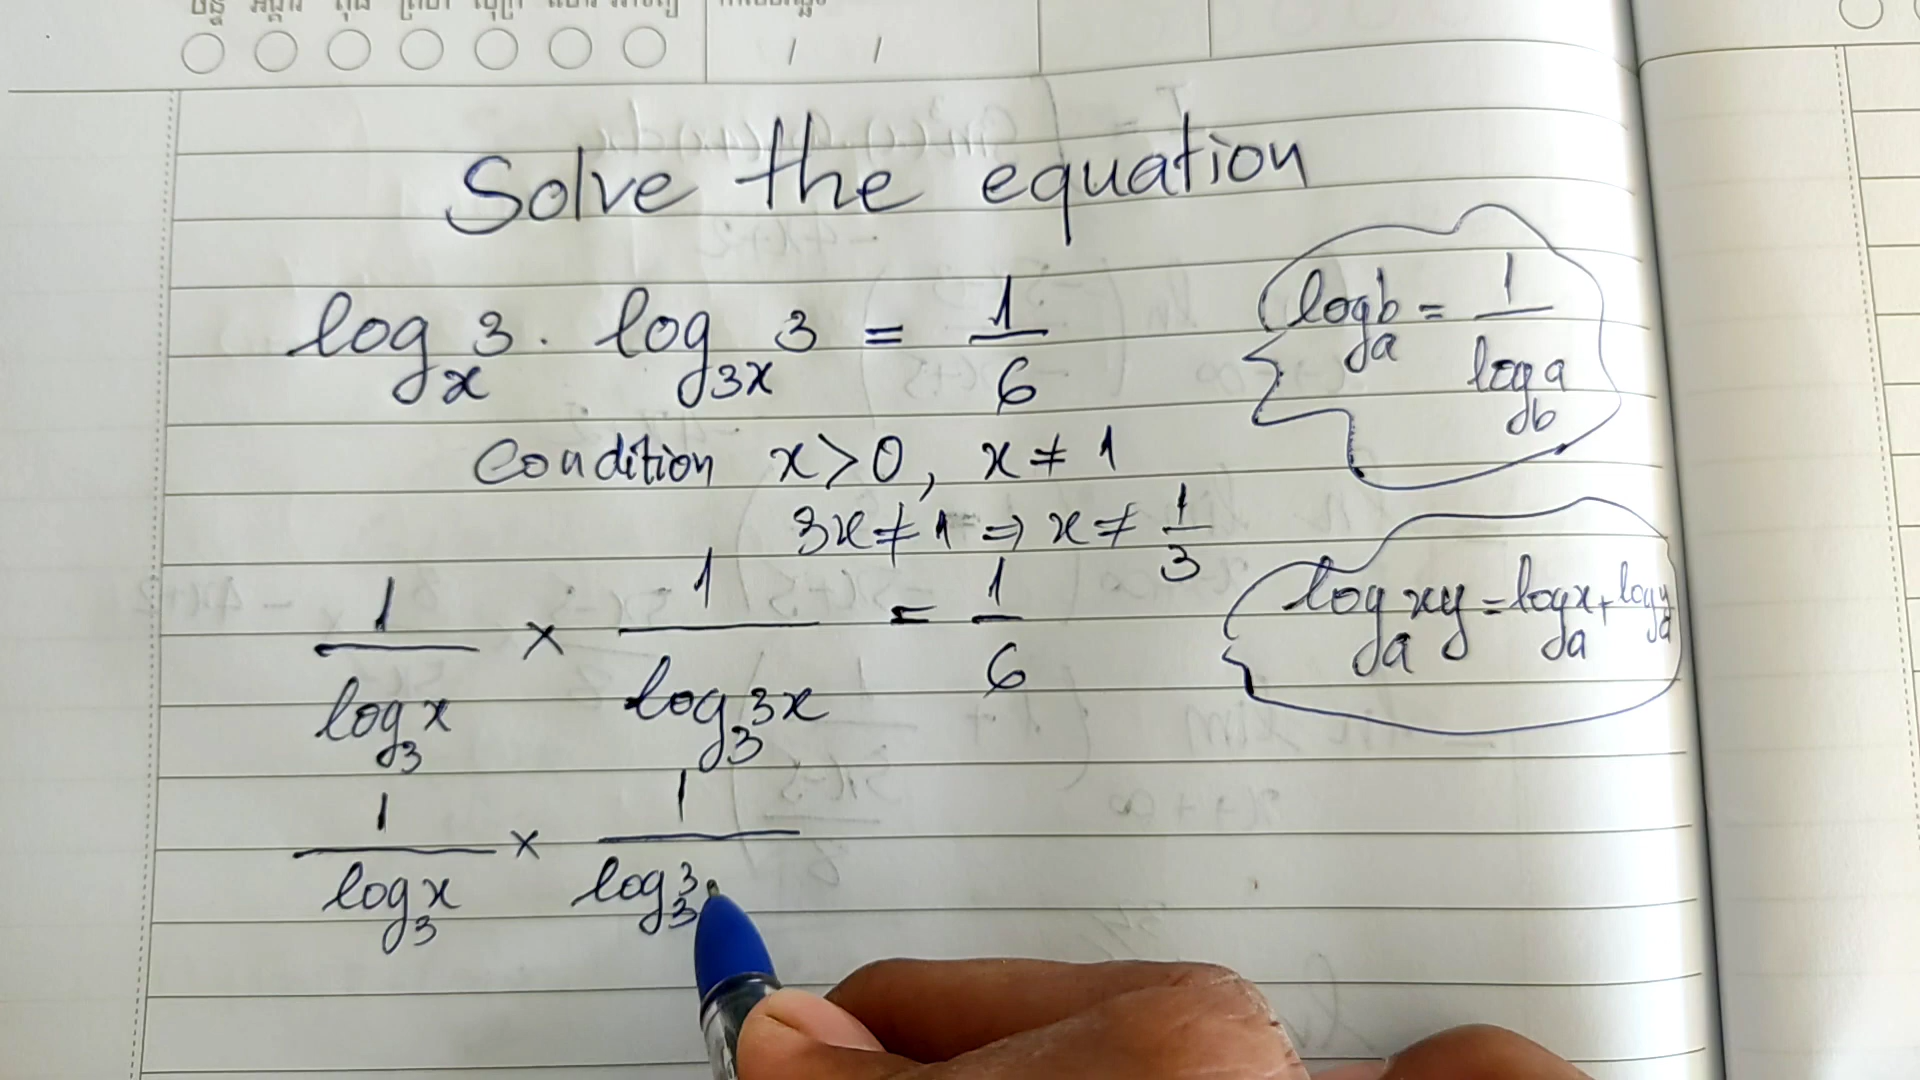 Solve the equation
log_x 3 · log_3x 3 = 1/6
log_a b = 1/log_b a
Condition x > 0, x ≠ 1
3x ≠ 1 ⇒ x ≠ 1/3
1/log_3 x × 1/log_3 3x = 1/6
log_a xy = log_a x + log_a y
1/log_3 x × 1/log_3 3